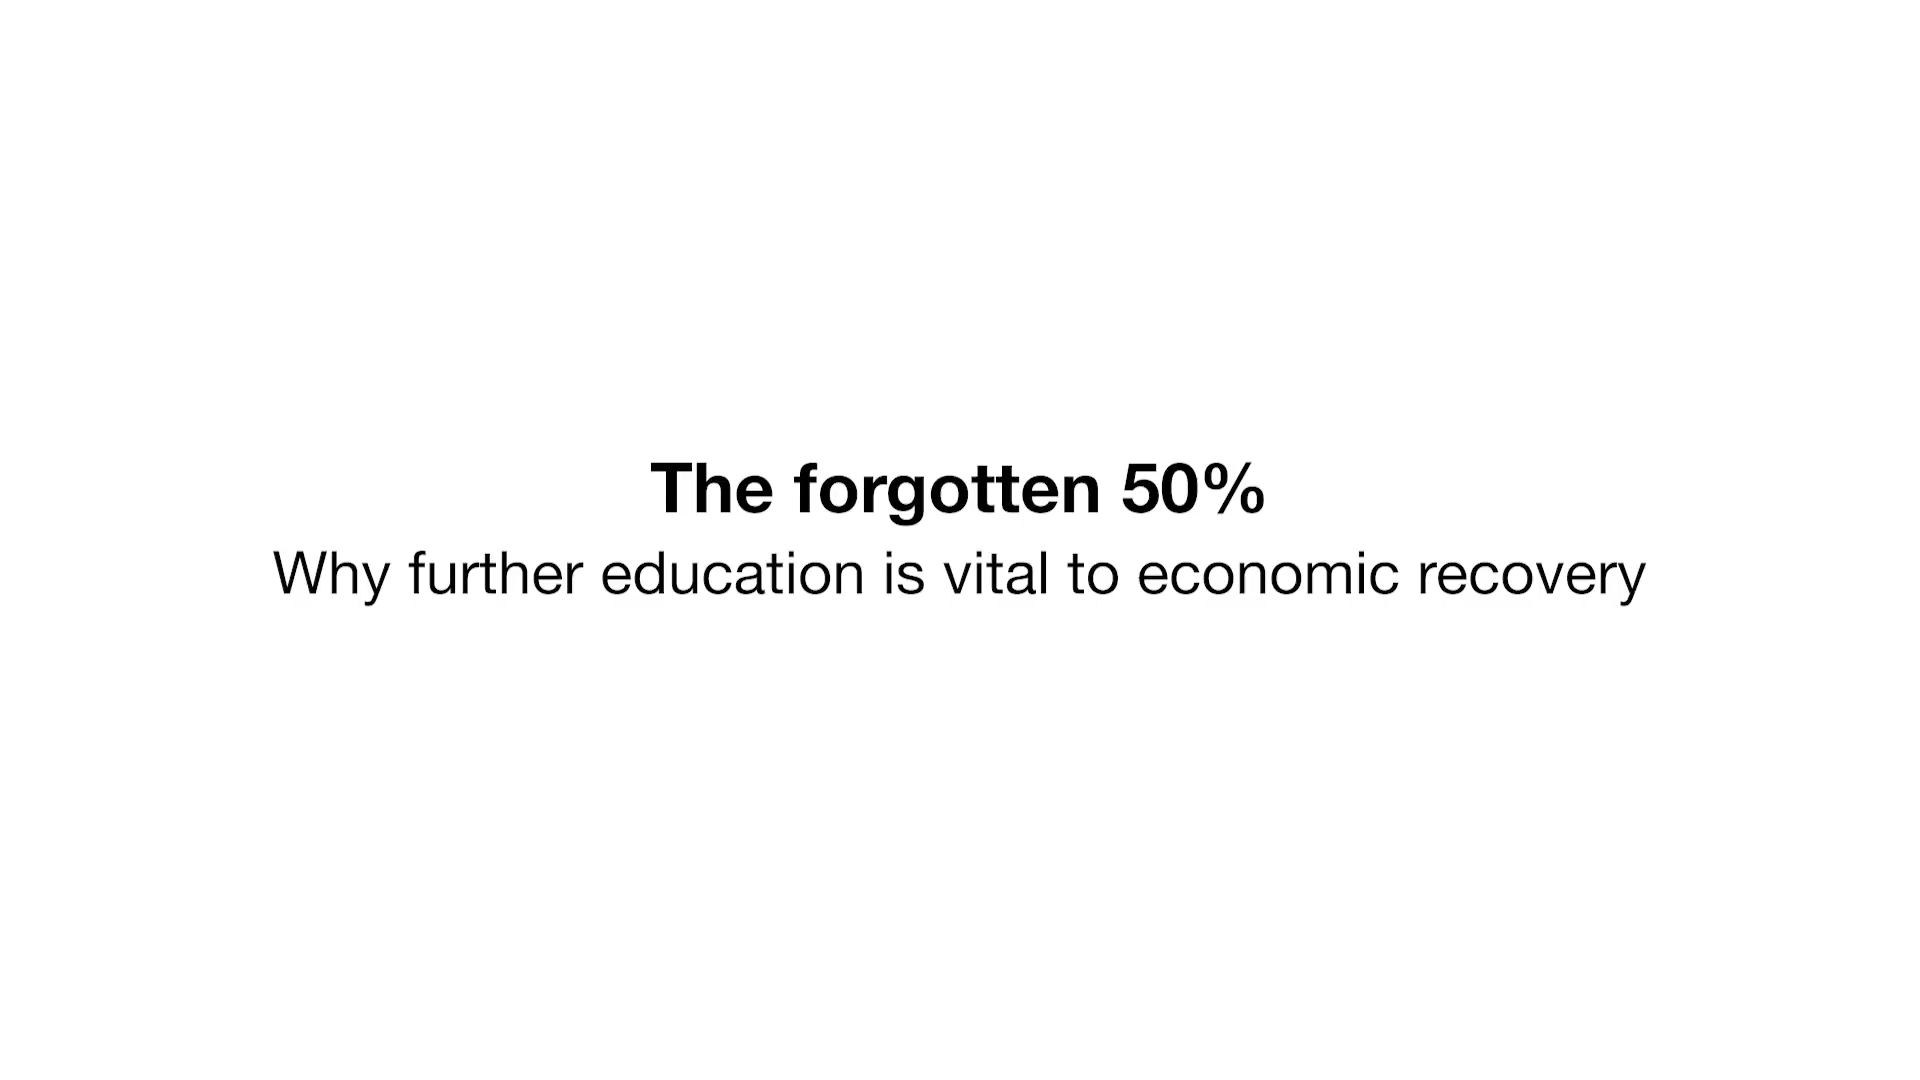 The forgotten 50%
Why further education is vital to economic recovery